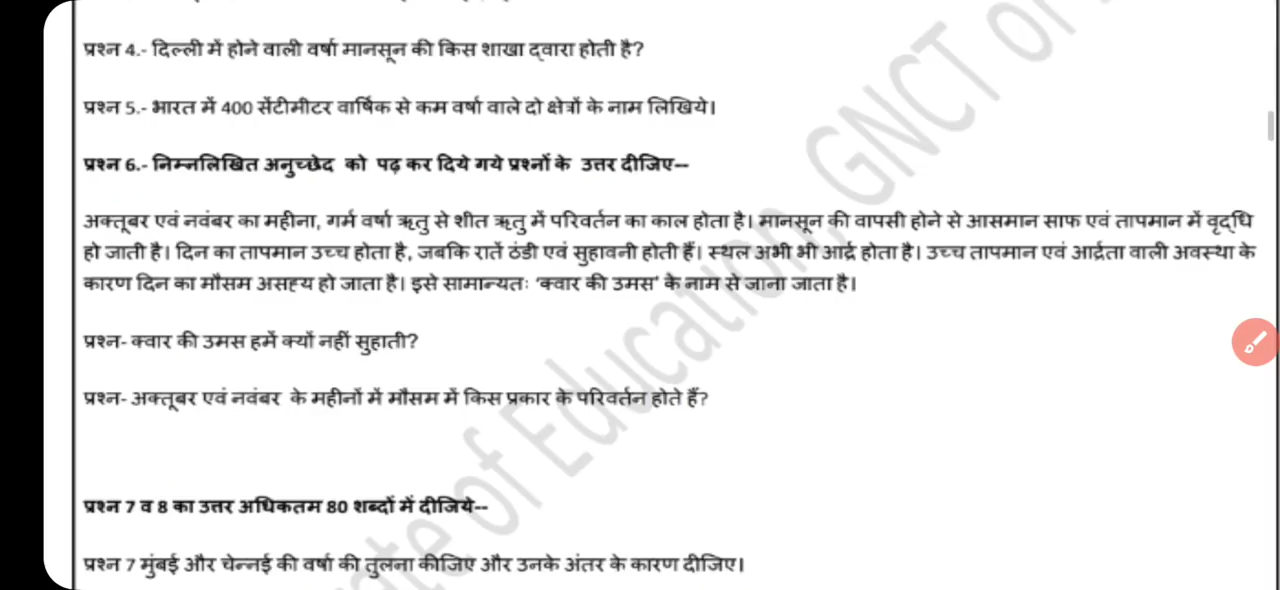 प्रश्न 4.- दिल्ली में होने वाली वर्षा मानसून की किस शाखा द्वारा होती है?
प्रश्न 5.- भारत में 400 सेंटीमीटर वार्षिक से कम वर्षा वाले दो क्षेत्रों के नाम लिखिये।
प्रश्न 6.- निम्नलिखित अनुच्छेद को पढ़ कर दिये गये प्रश्नों के उत्तर दीजिए--
अक्तूबर एवं नवंबर का महीना, गर्म वर्षा ऋतु से शीत ऋतु में परिवर्तन का काल होता है। मानसून की वापसी होने से आसमान साफ एवं तापमान में वृद्धि
हो जाती है। दिन का तापमान उच्च होता है, जबकि रातें ठंडी एवं सुहावनी होती हैं। स्थल अभी भी आर्द्र होता है। उच्च तापमान एवं आर्द्रता वाली अवस्था के
कारण दिन का मौसम असह्य हो जाता है। इसे सामान्यतः ‘क्वार की उमस’ के नाम से जाना जाता है।
प्रश्न- क्वार की उमस हमें क्यों नहीं सुहाती?
प्रश्न- अक्तूबर एवं नवंबर के महीनों में मौसम में किस प्रकार के परिवर्तन होते हैं?
प्रश्न 7 व 8 का उत्तर अधिकतम 80 शब्दों में दीजिये--
प्रश्न 7 मुंबई और चेन्नई की वर्षा की तुलना कीजिए और उनके अंतर के कारण दीजिए।
ate of Education, GNCT of